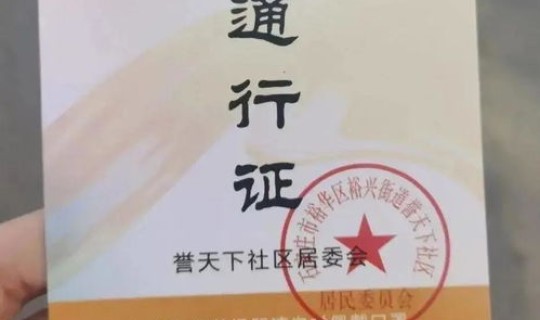 通行证
誉天下社区居委会
石家庄市裕华区裕兴街道誉天下社区
居民委员会